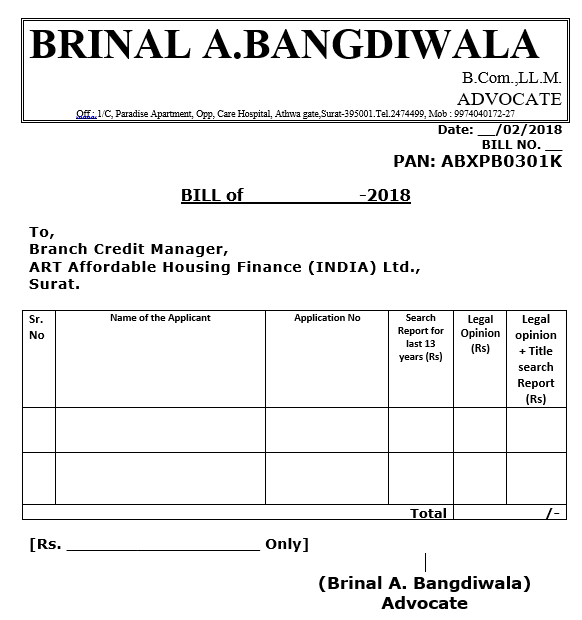 BRINAL A.BANGDIWALA
B.Com.,LL.M.
ADVOCATE
Off.: 1/C, Paradise Apartment, Opp, Care Hospital, Athwa gate,Surat-395001.Tel.2474499, Mob : 9974040172-27
Date: __/02/2018
BILL NO. __
PAN: ABXPB0301K
BILL of ____________-2018
To,
Branch Credit Manager,
ART Affordable Housing Finance (INDIA) Ltd.,
Surat.
Sr. No | Name of the Applicant | Application No | Search Report for last 13 years (Rs) | Legal Opinion (Rs) | Legal opinion + Title search Report (Rs)
Total /-
[Rs. ____________________ Only]
(Brinal A. Bangdiwala)
Advocate